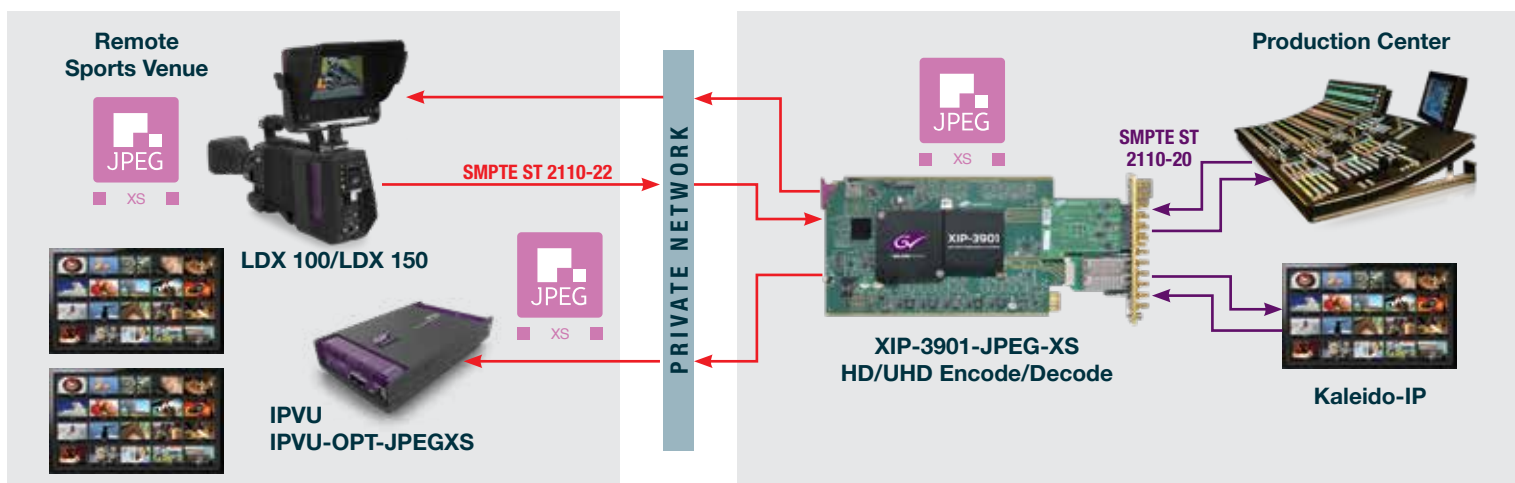 Remote
Sports Venue
JPEG
XS
SMPTE ST 2110-22
LDX 100/LDX 150
JPEG
XS
IPVU
IPVU-OPT-JPEGXS
PRIVATE NETWORK
JPEG
XS
XIP-3901
XIP-3901-JPEG-XS
HD/UHD Encode/Decode
Production Center
SMPTE ST
2110-20
Kaleido-IP